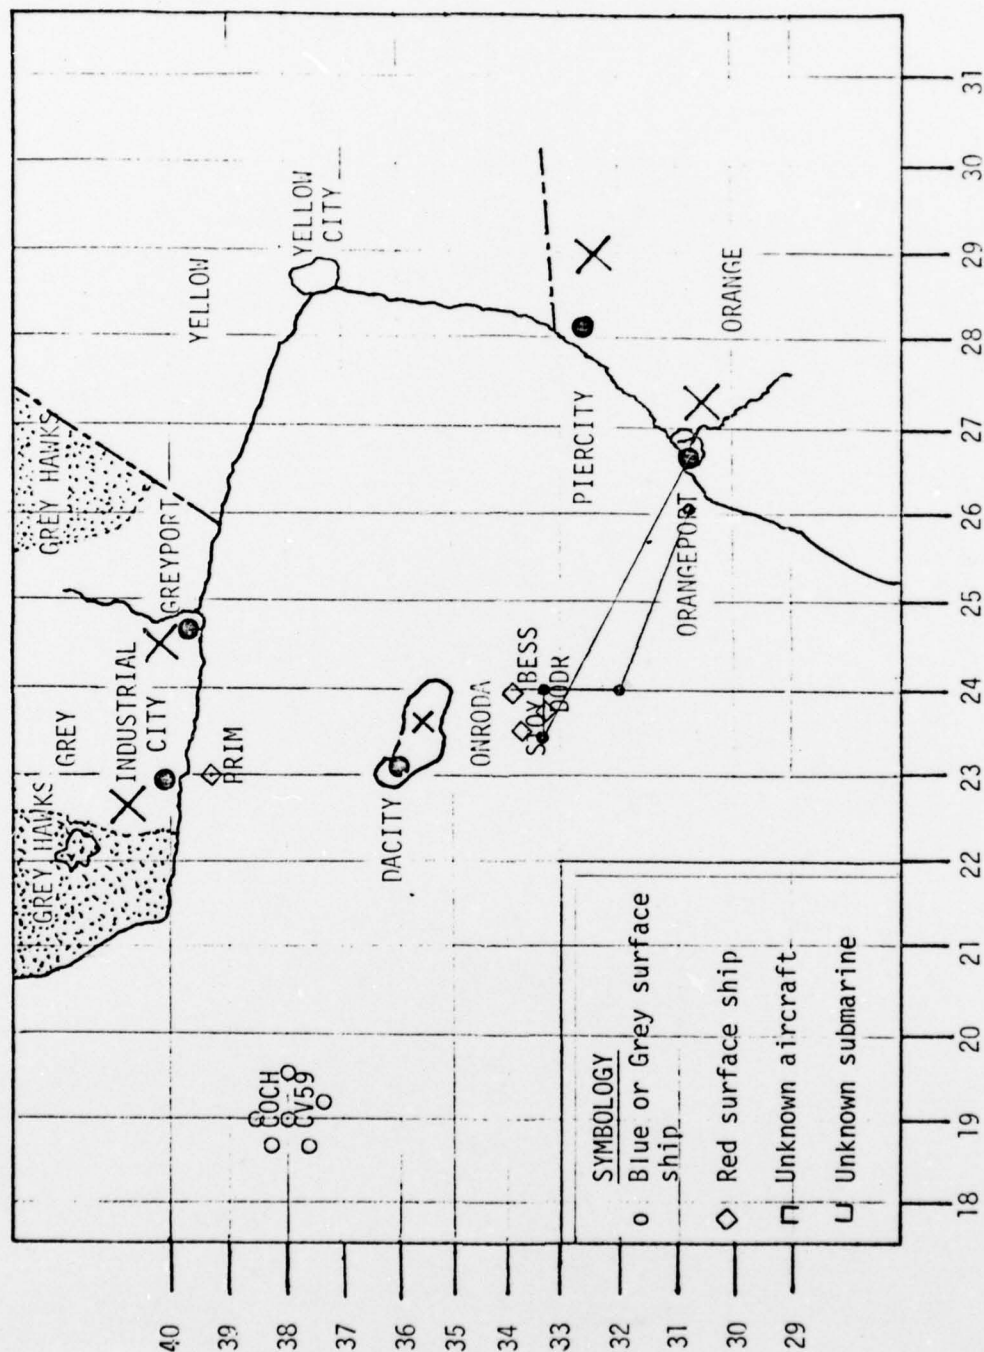 GREY HAWKS
GREY HAWKS
GREY
INDUSTRIAL
CITY
GREYPORT
PRIM
YELLOW
YELLOW
CITY
DACITY
ONRODA
BESS
STOY
DODR
PIERCITY
ORANGEPORT
ORANGE
COCH
CV59
SYMBOLOGY
o Blue or Grey surface
ship
◇ Red surface ship
⊓ Unknown aircraft
⊔ Unknown submarine
40
39
38
37
36
35
34
33
32
31
30
29
18 19 20 21 22 23 24 25 26 27 28 29 30 31